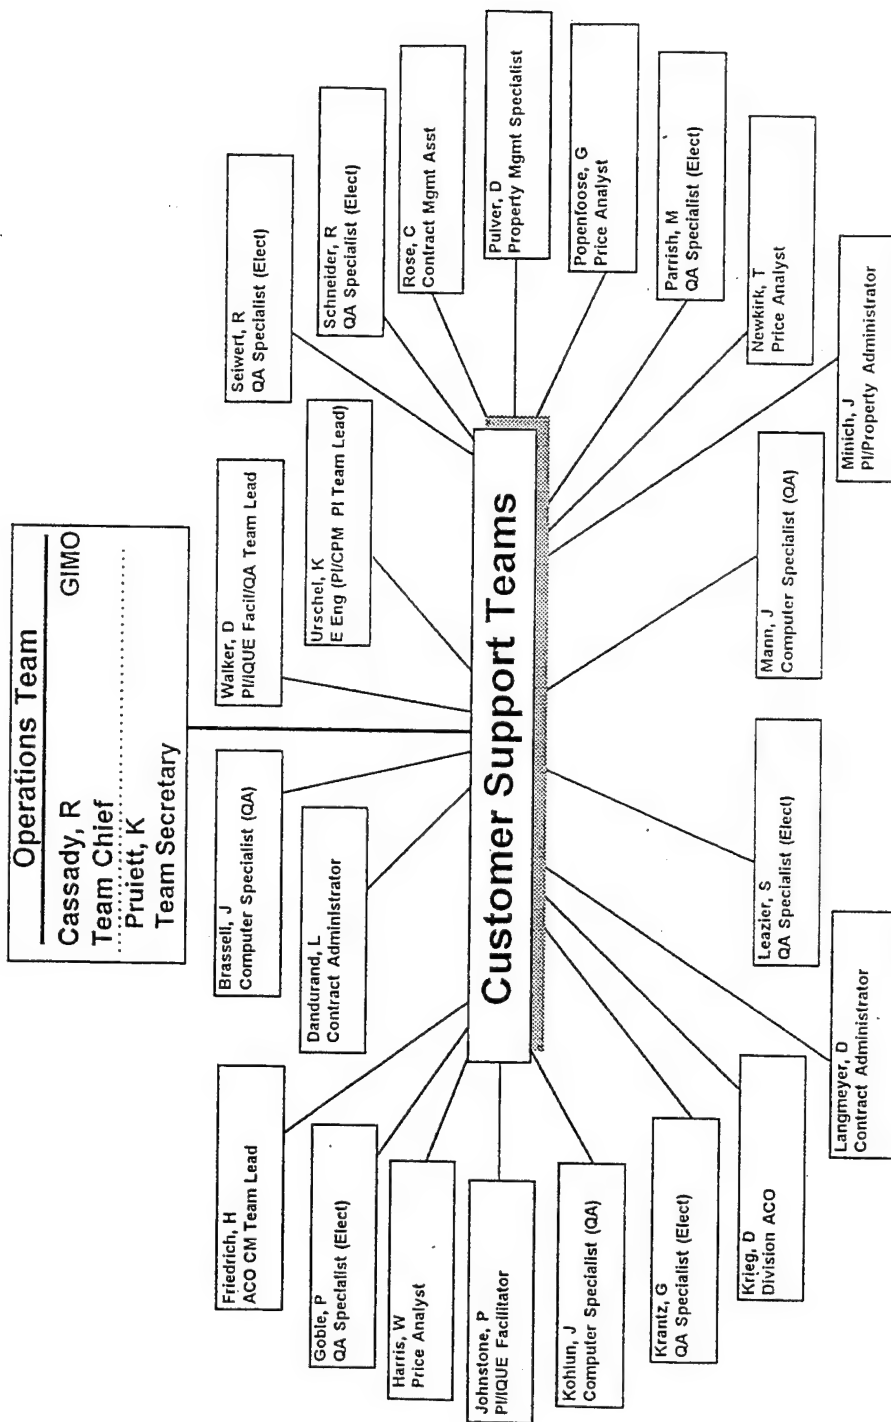 Operations Team
Cassady, R GIMO
Team Chief
Pruiett, K
Team Secretary
Customer Support Teams
Friedrich, H
ACO CM Team Lead
Goble, P
QA Specialist (Elect)
Harris, W
Price Analyst
Johnstone, P
PI/IQUE Facilitator
Kohlun, J
Computer Specialist (QA)
Krantz, G
QA Specialist (Elect)
Krieg, D
Division ACO
Langmeyer, D
Contract Administrator
Brassell, J
Computer Specialist (QA)
Dandurand, L
Contract Administrator
Leazier, S
QA Specialist (Elect)
Walker, D
PI/IQUE Facil/QA Team Lead
Urschel, K
E Eng (PI/CPM PI Team Lead)
Mann, J
Computer Specialist (QA)
Seiwert, R
QA Specialist (Elect)
Schneider, R
QA Specialist (Elect)
Rose, C
Contract Mgmt Asst
Pulver, D
Property Mgmt Specialist
Popenfoose, G
Price Analyst
Parrish, M
QA Specialist (Elect)
Newkirk, T
Price Analyst
Minich, J
PI/Property Administrator